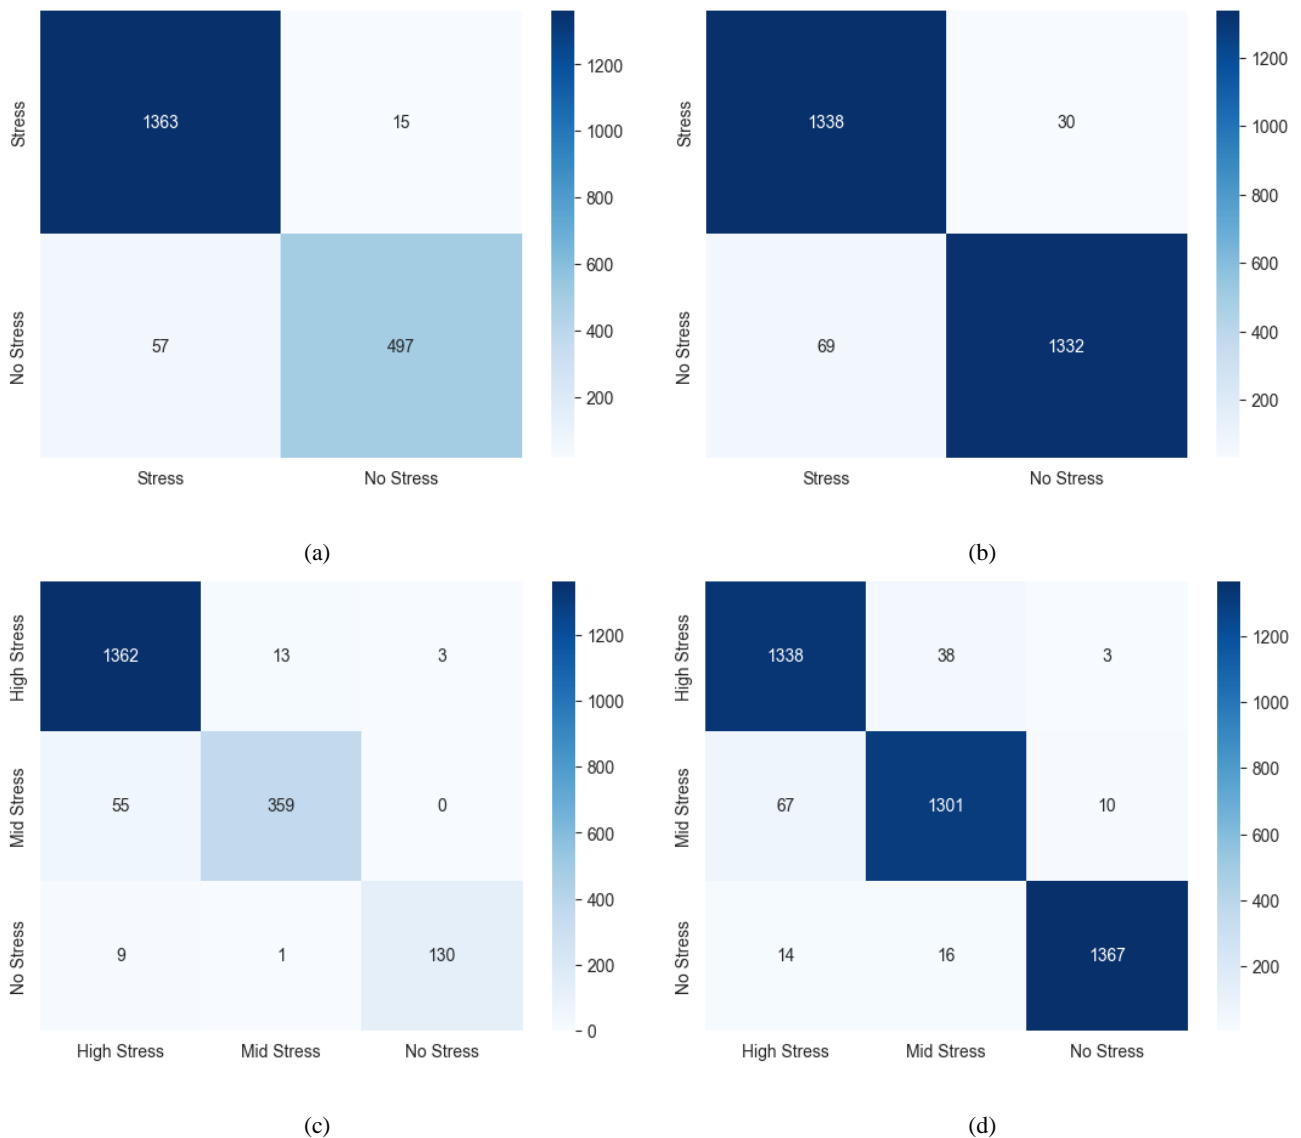 1200
1000
800
600
400
200
Stress
No Stress
1363 15
57 497
Stress No Stress
(a)
1200
1000
800
600
400
200
Stress
No Stress
1338 30
69 1332
Stress No Stress
(b)
1200
1000
800
600
400
200
0
High Stress
Mid Stress
No Stress
1362 13 3
55 359 0
9 1 130
High Stress Mid Stress No Stress
(c)
1200
1000
800
600
400
200
High Stress
Mid Stress
No Stress
1338 38 3
67 1301 10
14 16 1367
High Stress Mid Stress No Stress
(d)